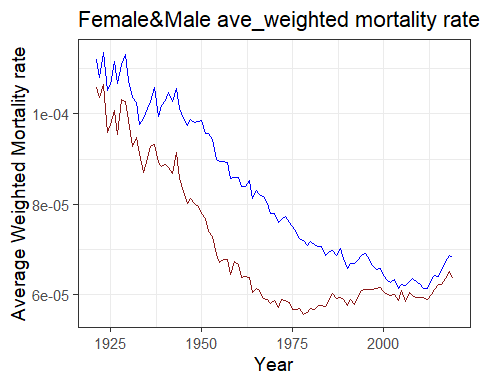 Female&Male ave_weighted mortality rate
Average Weighted Mortality rate
1e-04
8e-05
6e-05
1925 1950 1975 2000
Year